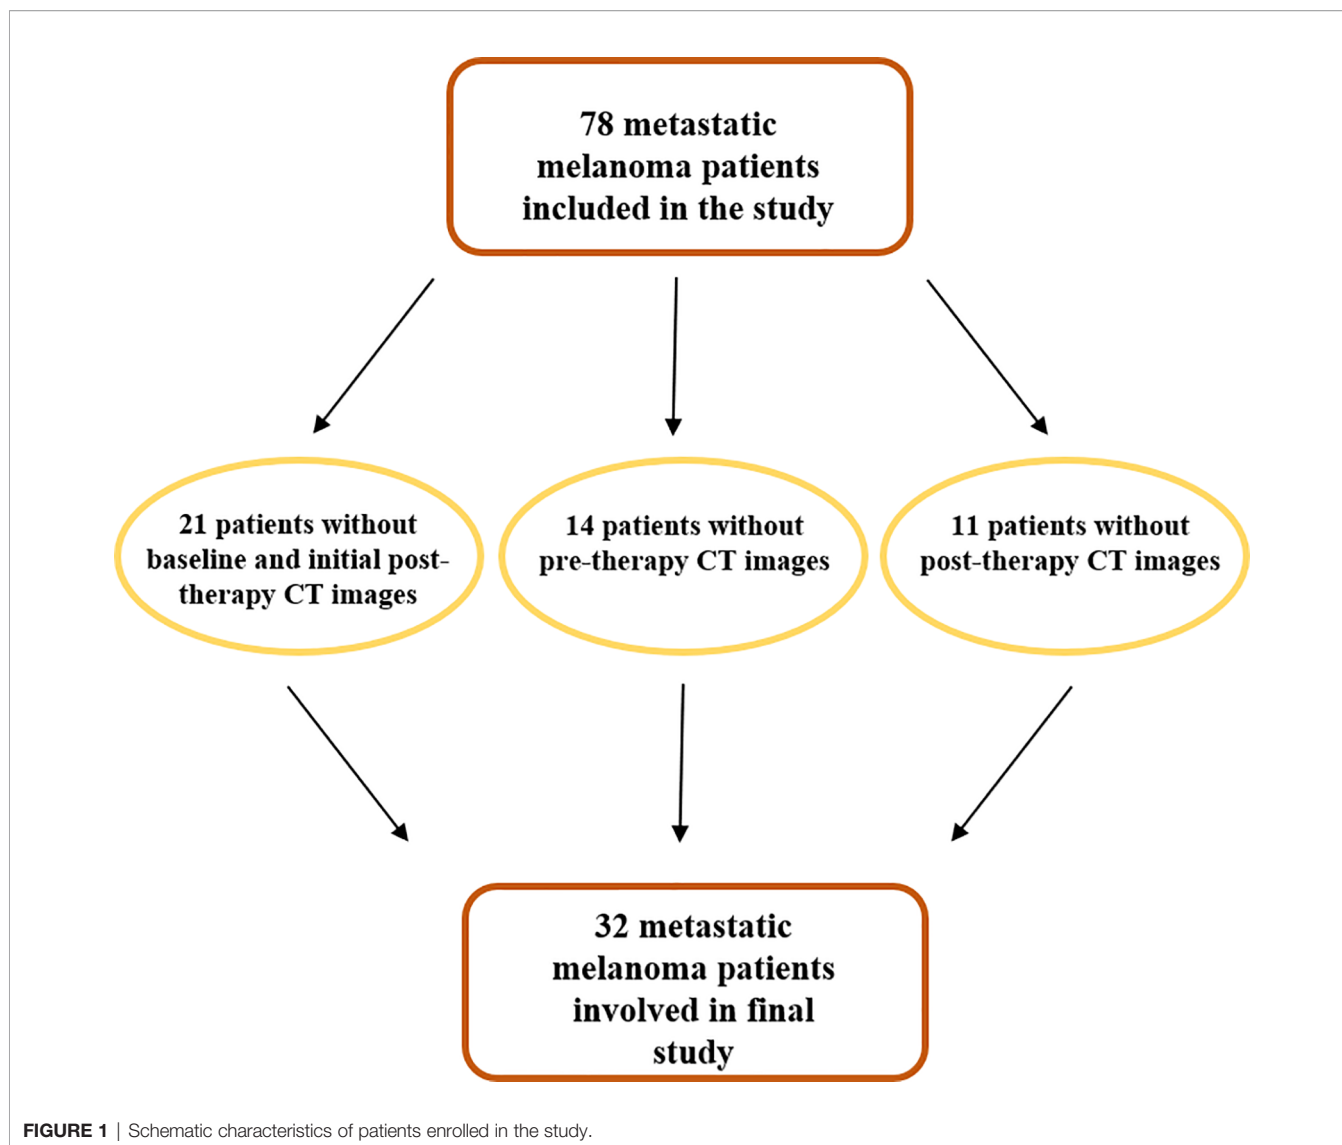 78 metastatic
melanoma patients
included in the study
21 patients without
baseline and initial post-
therapy CT images
14 patients without
pre-therapy CT images
11 patients without
post-therapy CT images
32 metastatic
melanoma patients
involved in final
study
FIGURE 1 | Schematic characteristics of patients enrolled in the study.